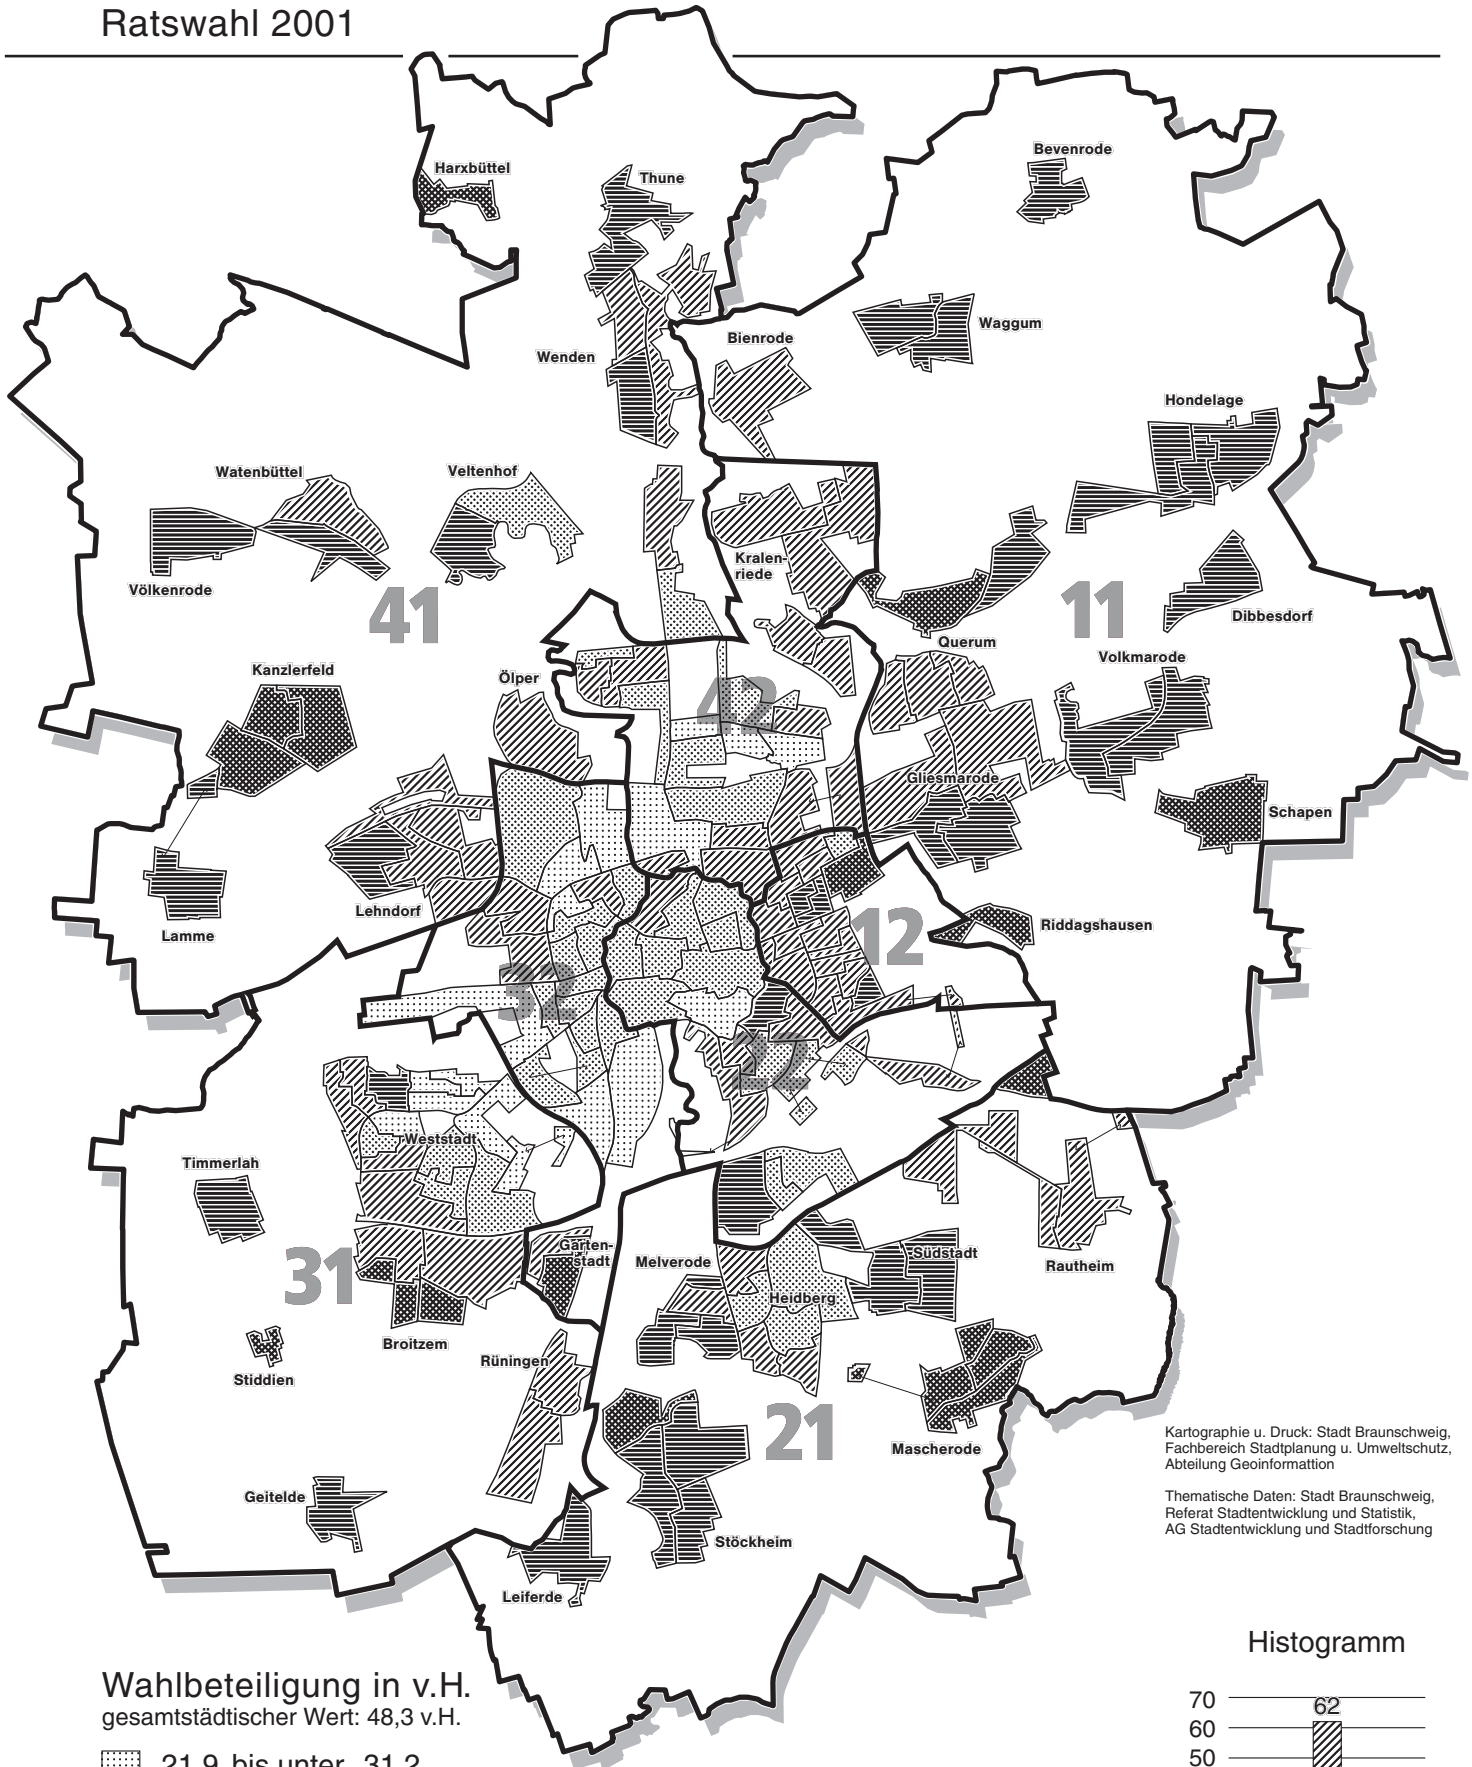 Ratswahl 2001
Harxbüttel
Thune
Bevenrode
Waggum
Bienrode
Wenden
Hondelage
Watenbüttel
Veltenhof
Kralen-
riede
Völkenrode
41
11
Dibbesdorf
Querum
Volkmarode
Kanzlerfeld
Ölper
42
Gliesmarode
Schapen
Lehndorf
Riddagshausen
Lamme
12
32
22
Weststadt
Timmerlah
Garten-
stadt
Melverode
Südstadt
Rautheim
31
Heidberg
Broitzem
Rüningen
Stiddien
21
Mascherode
Kartographie u. Druck: Stadt Braunschweig,
Fachbereich Stadtplanung u. Umweltschutz,
Abteilung Geoinformattion
Thematische Daten: Stadt Braunschweig,
Referat Stadtentwicklung und Statistik,
AG Stadtentwicklung und Stadtforschung
Geitelde
Stöckheim
Leiferde
Histogramm
Wahlbeteiligung in v.H.
gesamtstädtischer Wert: 48,3 v.H.
70
62
60
50
21,9 bis unter 31,2